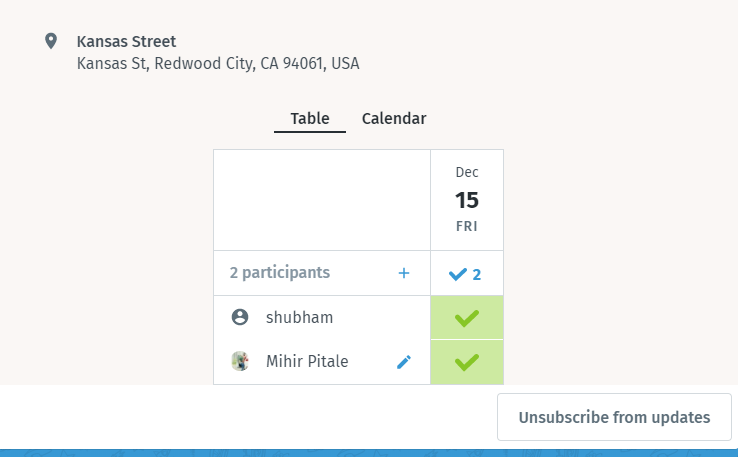 Kansas Street
Kansas St, Redwood City, CA 94061, USA
Table Calendar
Dec
15
FRI
2 participants + 2
shubham
Mihir Pitale
Unsubscribe from updates